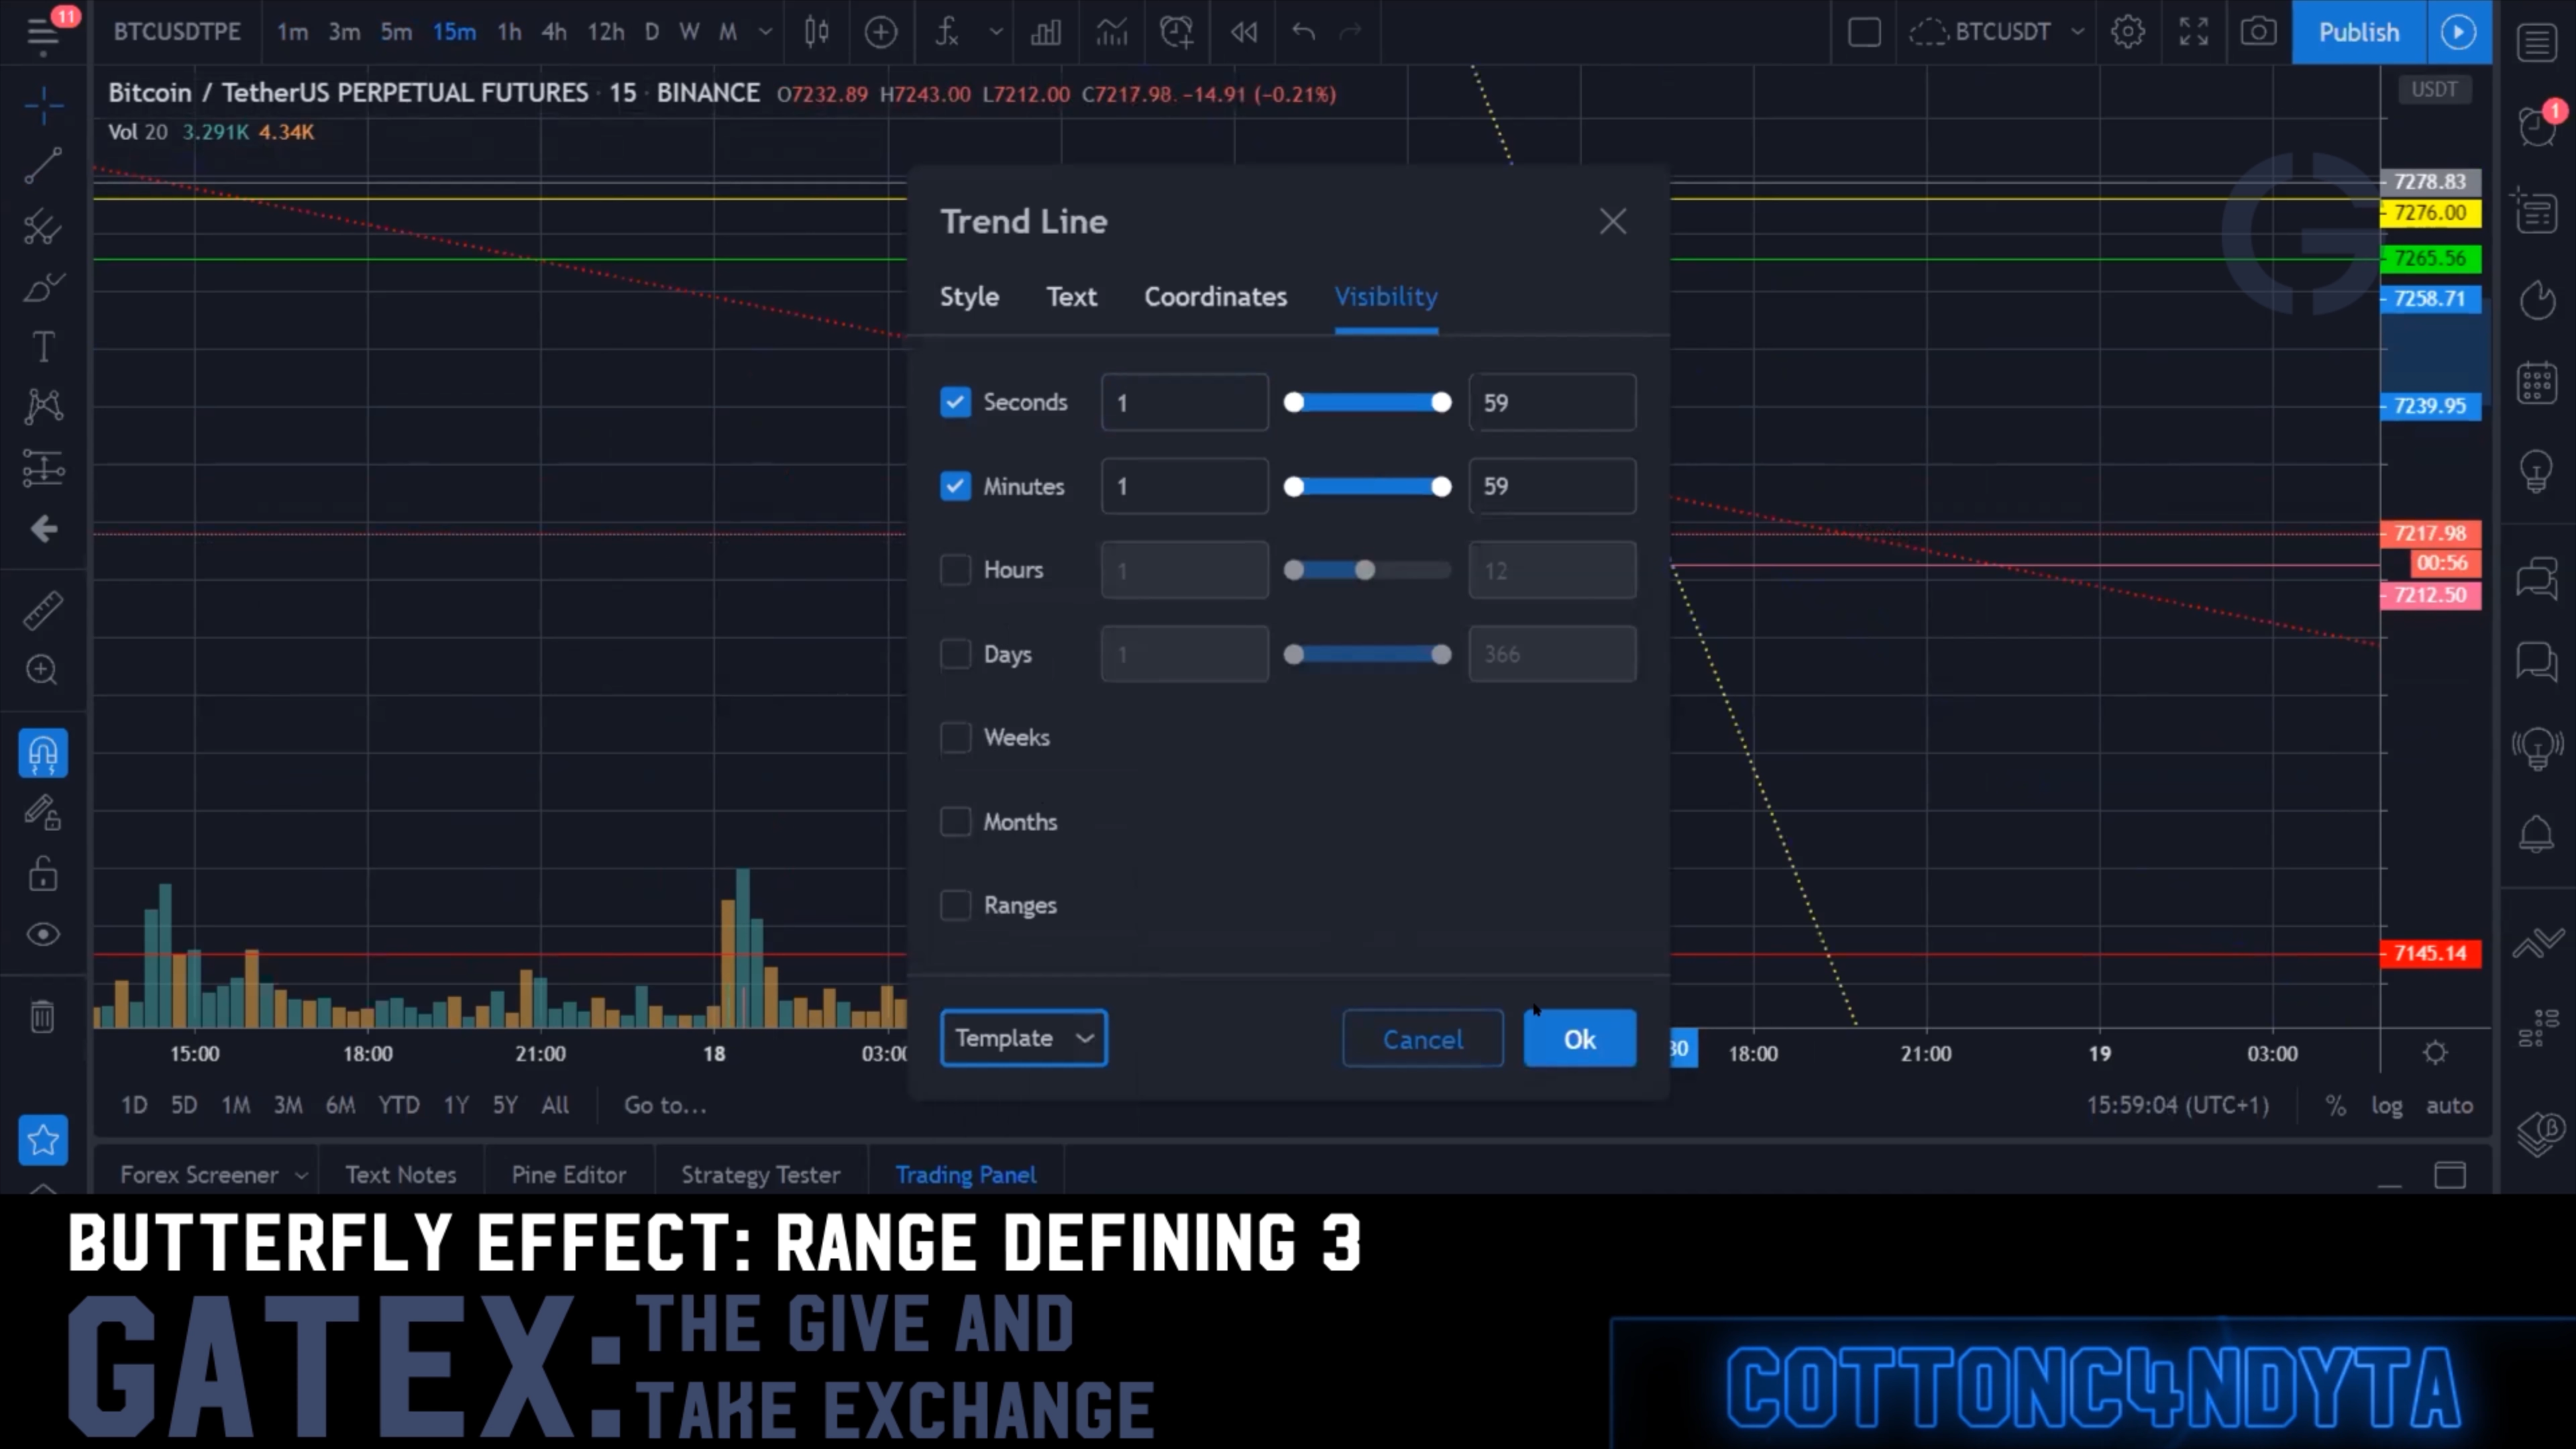 11
BTCUSDTPE 1m 3m 5m 15m 1h 4h 12h D W M BTCUSDT Publish
Bitcoin / TetherUS PERPETUAL FUTURES · 15 · BINANCE O7232.89 H7243.00 L7212.00 C7217.98 -14.91 (-0.21%)
USDT
Vol 20 3.291K 4.34K
1
7278.83
7276.00
7265.56
7258.71
7239.95
7217.98
00:56
7212.50
7145.14
Trend Line
Style Text Coordinates Visibility
Seconds 1 59
Minutes 1 59
Hours 1 12
Days 1 366
Weeks
Months
Ranges
Template Cancel Ok
15:00 18:00 21:00 18 03:00 30 18:00 21:00 19 03:00
1D 5D 1M 3M 6M YTD 1Y 5Y All Go to... 15:59:04 (UTC+1) % log auto
Forex Screener Text Notes Pine Editor Strategy Tester Trading Panel
BUTTERFLY EFFECT: RANGE DEFINING 3
GATEX: THE GIVE AND
TAKE EXCHANGE
COTTONC4NDYTA